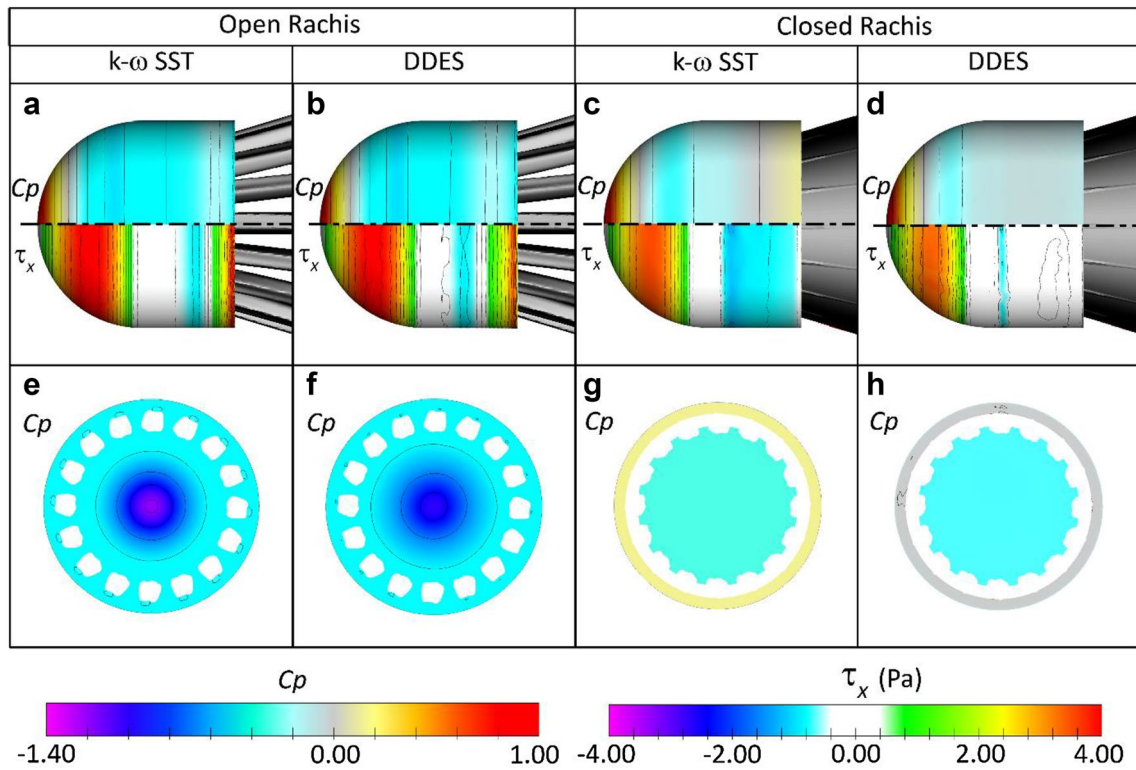 Open Rachis Closed Rachis
k-ω SST DDES k-ω SST DDES
a b c d
Cp Cp Cp Cp
τx τx τx τx
e f g h
Cp Cp Cp Cp
Cp τx (Pa)
-1.40 0.00 1.00 -4.00 -2.00 0.00 2.00 4.00